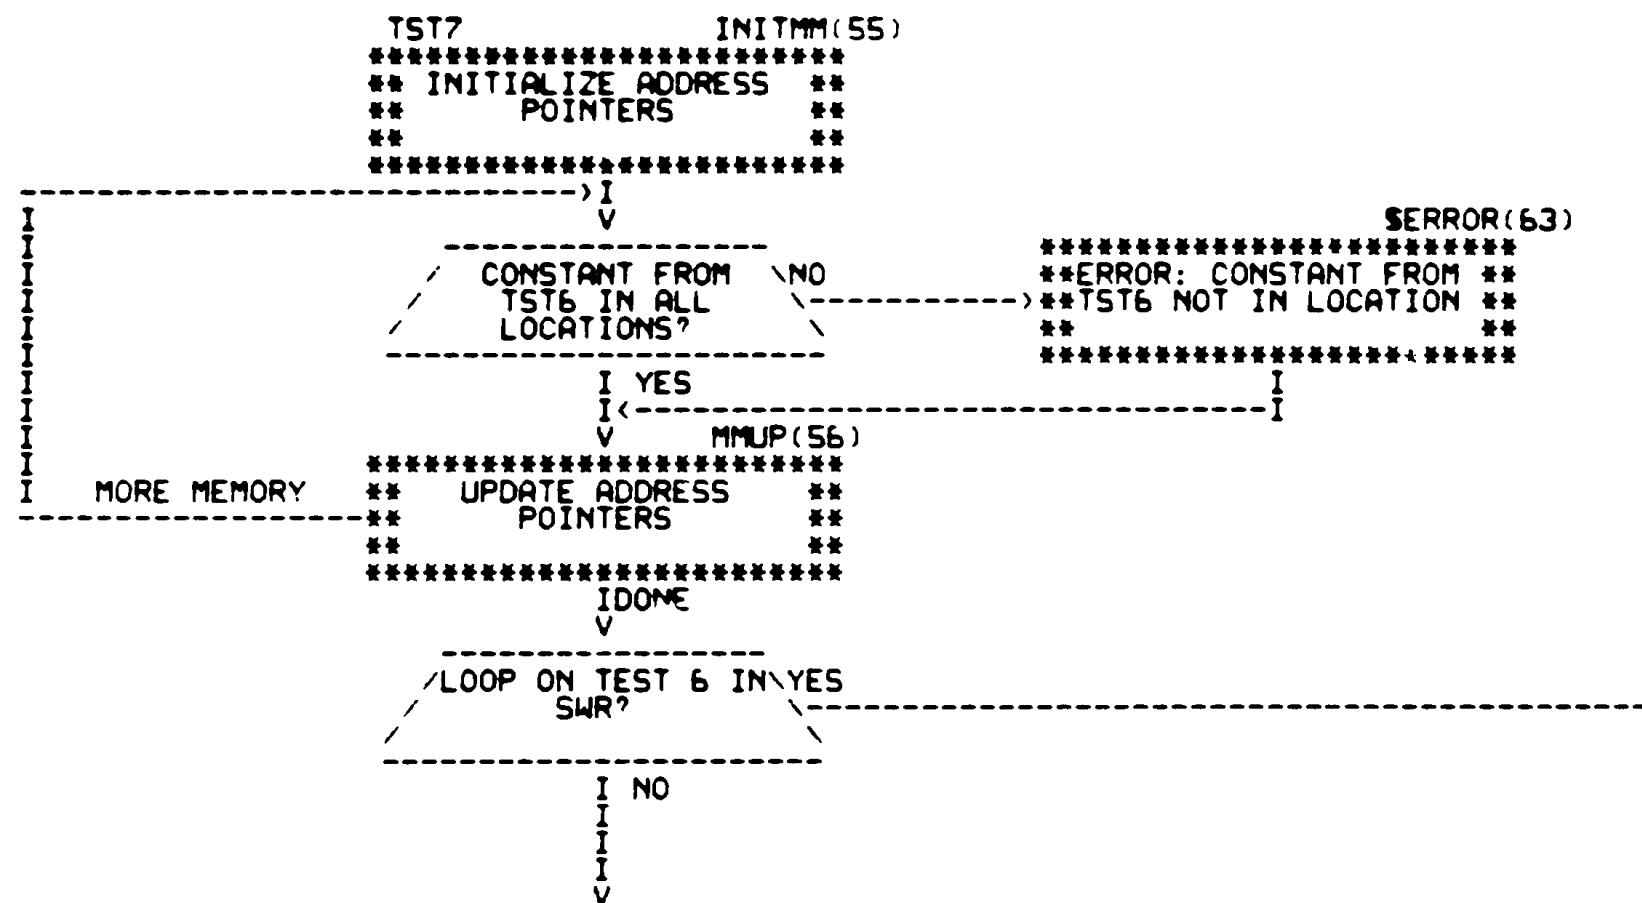 TST7 INITMM(55)
INITIALIZE ADDRESS
POINTERS
$ERROR(63)
CONSTANT FROM NO
TST6 IN ALL
LOCATIONS?
ERROR: CONSTANT FROM
TST6 NOT IN LOCATION
I YES
MMUP(56)
MORE MEMORY
UPDATE ADDRESS
POINTERS
IDONE
LOOP ON TEST 6 IN YES
SWR?
I NO